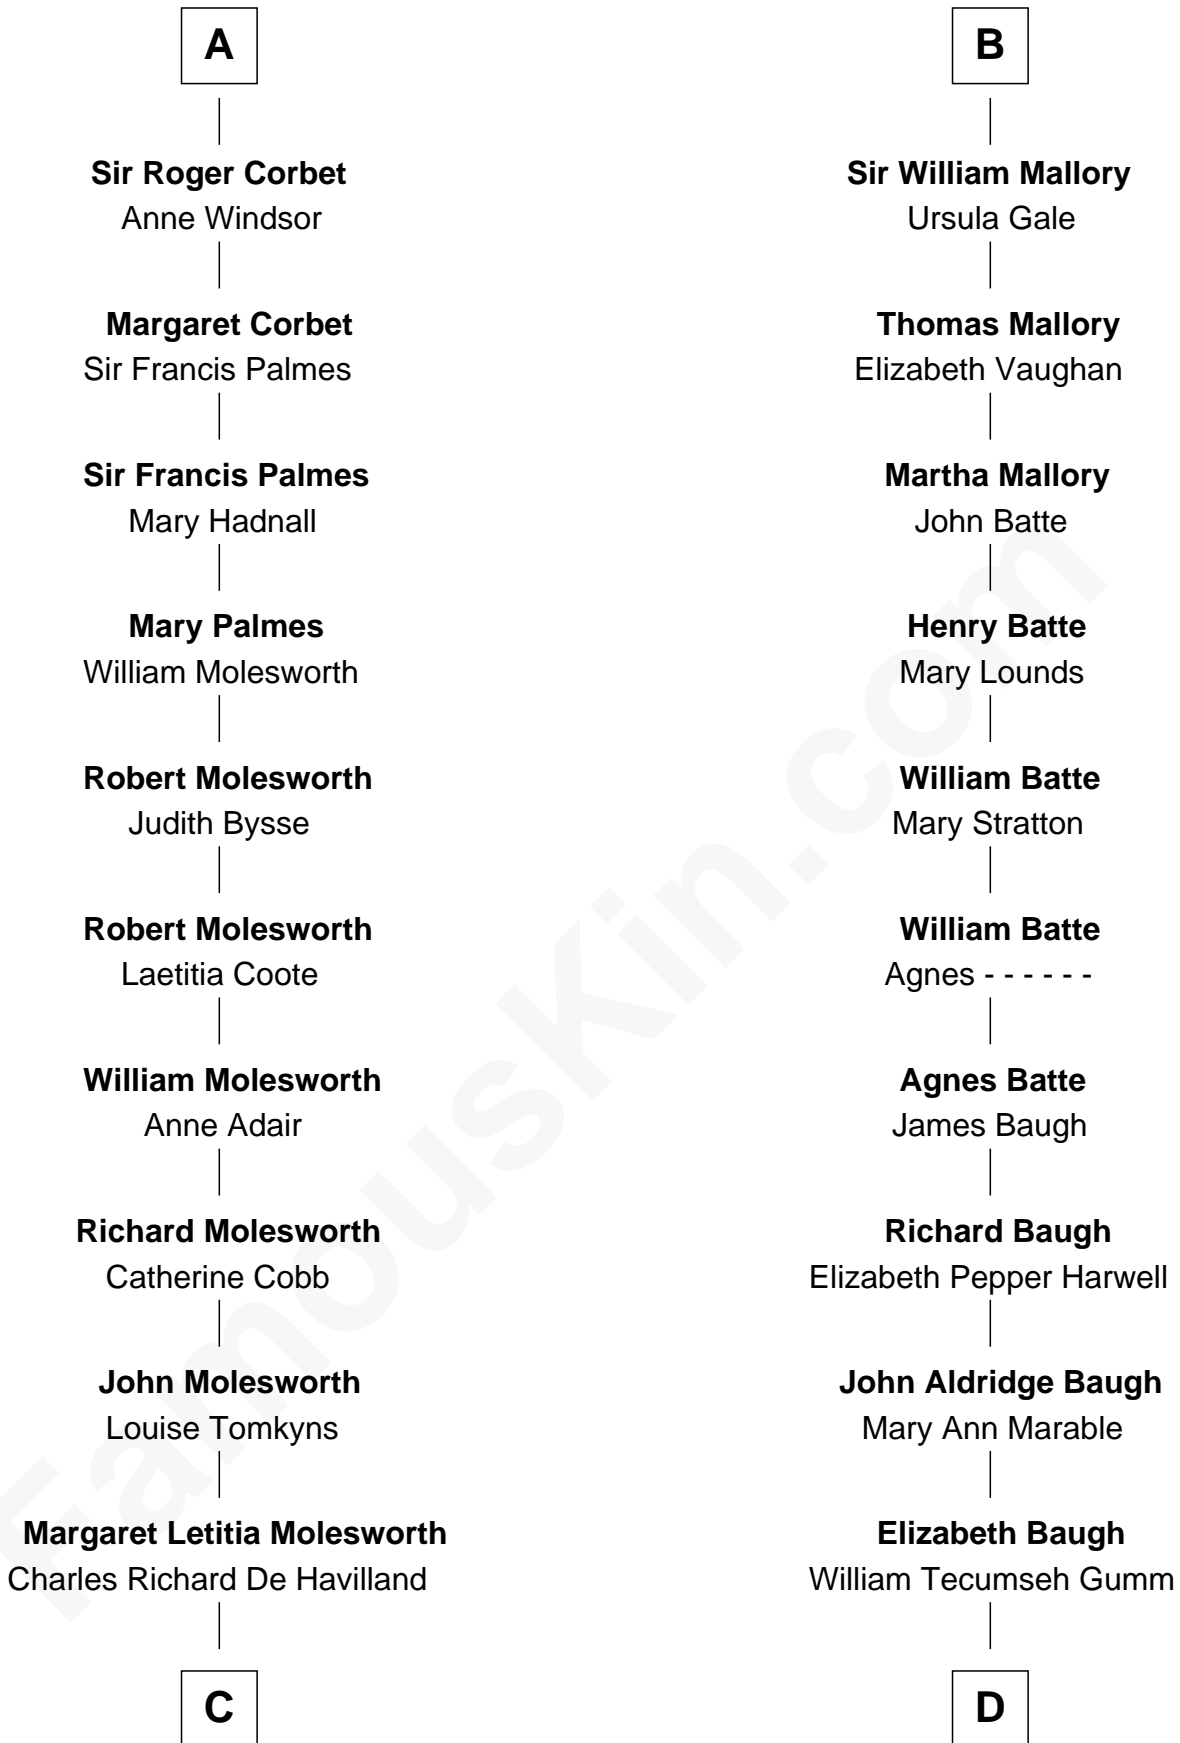 A
Sir Roger Corbet
Anne Windsor
Margaret Corbet
Sir Francis Palmes
Sir Francis Palmes
Mary Hadnall
Mary Palmes
William Molesworth
Robert Molesworth
Judith Bysse
Robert Molesworth
Laetitia Coote
William Molesworth
Anne Adair
Richard Molesworth
Catherine Cobb
John Molesworth
Louise Tomkyns
Margaret Letitia Molesworth
Charles Richard De Havilland
C
B
Sir William Mallory
Ursula Gale
Thomas Mallory
Elizabeth Vaughan
Martha Mallory
John Batte
Henry Batte
Mary Lounds
William Batte
Mary Stratton
William Batte
Agnes - - - - - -
Agnes Batte
James Baugh
Richard Baugh
Elizabeth Pepper Harwell
John Aldridge Baugh
Mary Ann Marable
Elizabeth Baugh
William Tecumseh Gumm
D
FamousKin.com